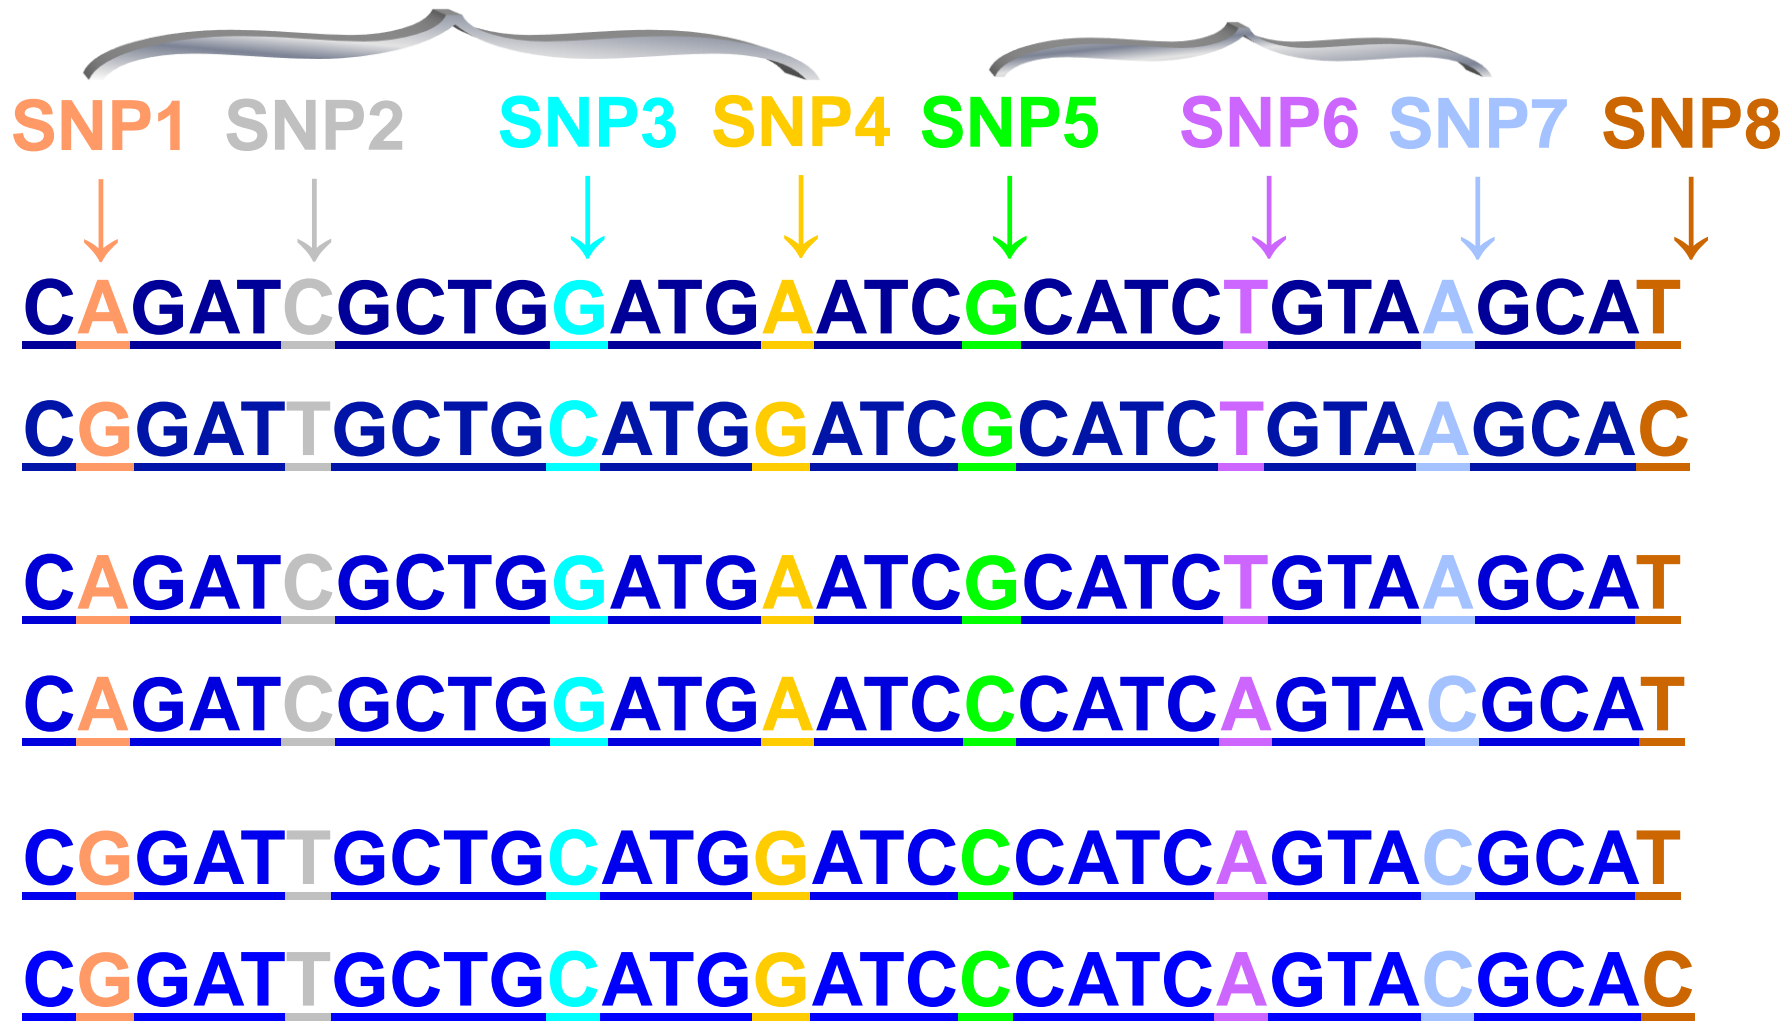 SNP1 SNP2 SNP3 SNP4 SNP5 SNP6 SNP7 SNP8
CAGATCGCTGGATGAATCGCATCTGTAAGCAT
CGGATTGCTGCATGGATCGCATCTGTAAGCAC
CAGATCGCTGGATGAATCGCATCTGTAAGCAT
CAGATCGCTGGATGAATCCCATCAGTACGCAT
CGGATTGCTGCATGGATCCCATCAGTACGCAT
CGGATTGCTGCATGGATCCCATCAGTACGCAC